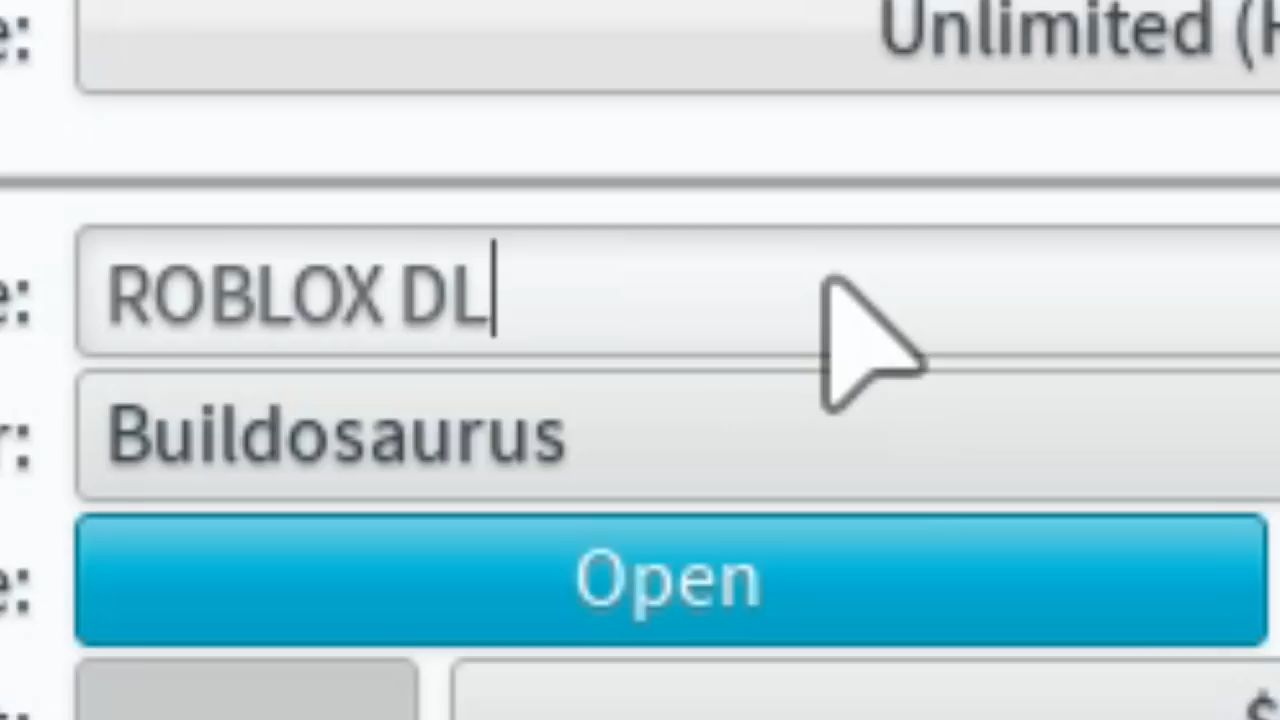 e: Unlimited (H
e: ROBLOX DL
r: Buildosaurus
e: Open
$